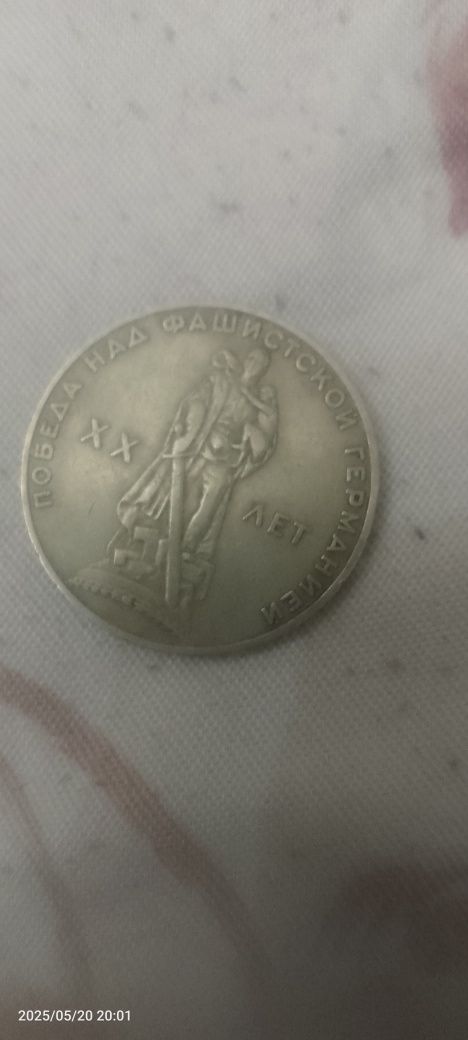 ПОБЕДА НАД ФАШИСТСКОЙ ГЕРМАНИЕЙ
XX
ЛЕТ
2025/05/20 20:01